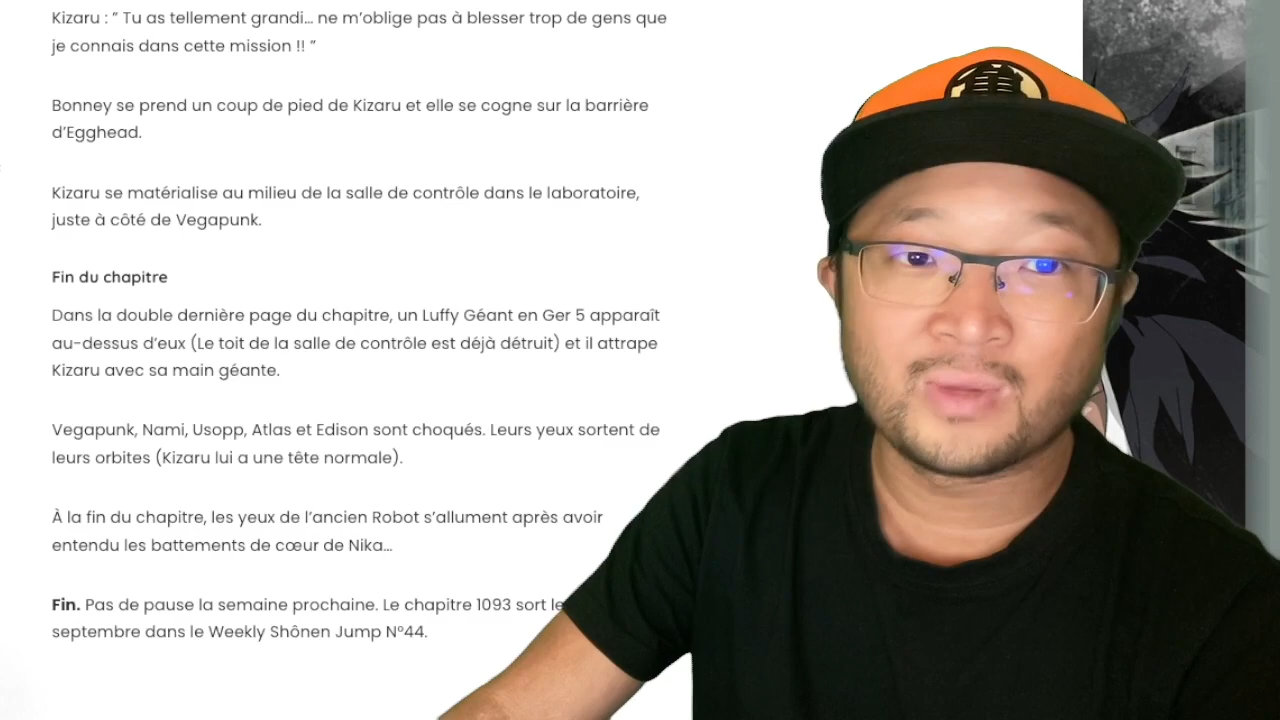 Kizaru : ” Tu as tellement grandi… ne m’oblige pas à blesser trop de gens que
je connais dans cette mission !! ”
Bonney se prend un coup de pied de Kizaru et elle se cogne sur la barrière
d’Egghead.
Kizaru se matérialise au milieu de la salle de contrôle dans le laboratoire,
juste à côté de Vegapunk.
Fin du chapitre
Dans la double dernière page du chapitre, un Luffy Géant en Ger 5 apparaît
au-dessus d’eux (Le toit de la salle de contrôle est déjà détruit) et il attrape
Kizaru avec sa main géante.
Vegapunk, Nami, Usopp, Atlas et Edison sont choqués. Leurs yeux sortent de
leurs orbites (Kizaru lui a une tête normale).
À la fin du chapitre, les yeux de l’ancien Robot s’allument après avoir
entendu les battements de cœur de Nika…
Fin. Pas de pause la semaine prochaine. Le chapitre 1093 sort le
septembre dans le Weekly Shônen Jump N°44.